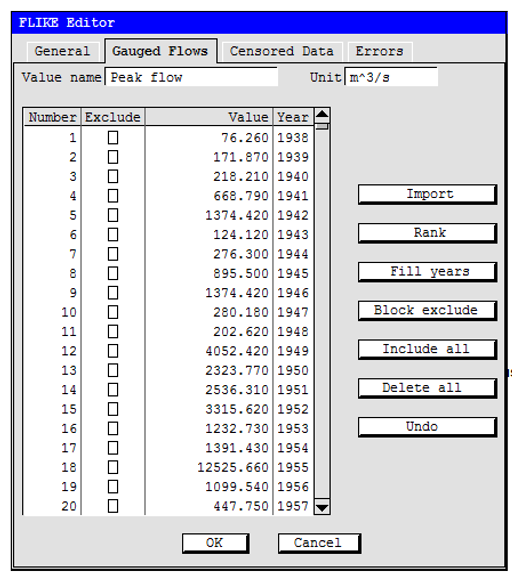 FLIKE Editor
General Gauged Flows Censored Data Errors
Value name Peak flow Unit m^3/s
Number Exclude Value Year
1 76.260 1938
2 171.870 1939
3 218.210 1940
4 668.790 1941
5 1374.420 1942
6 124.120 1943
7 276.300 1944
8 895.500 1945
9 1374.420 1946
10 280.180 1947
11 202.620 1948
12 4052.420 1949
13 2323.770 1950
14 2536.310 1951
15 3315.620 1952
16 1232.730 1953
17 1391.430 1954
18 12525.660 1955
19 1099.540 1956
20 447.750 1957
Import
Rank
Fill years
Block exclude
Include all
Delete all
Undo
OK Cancel